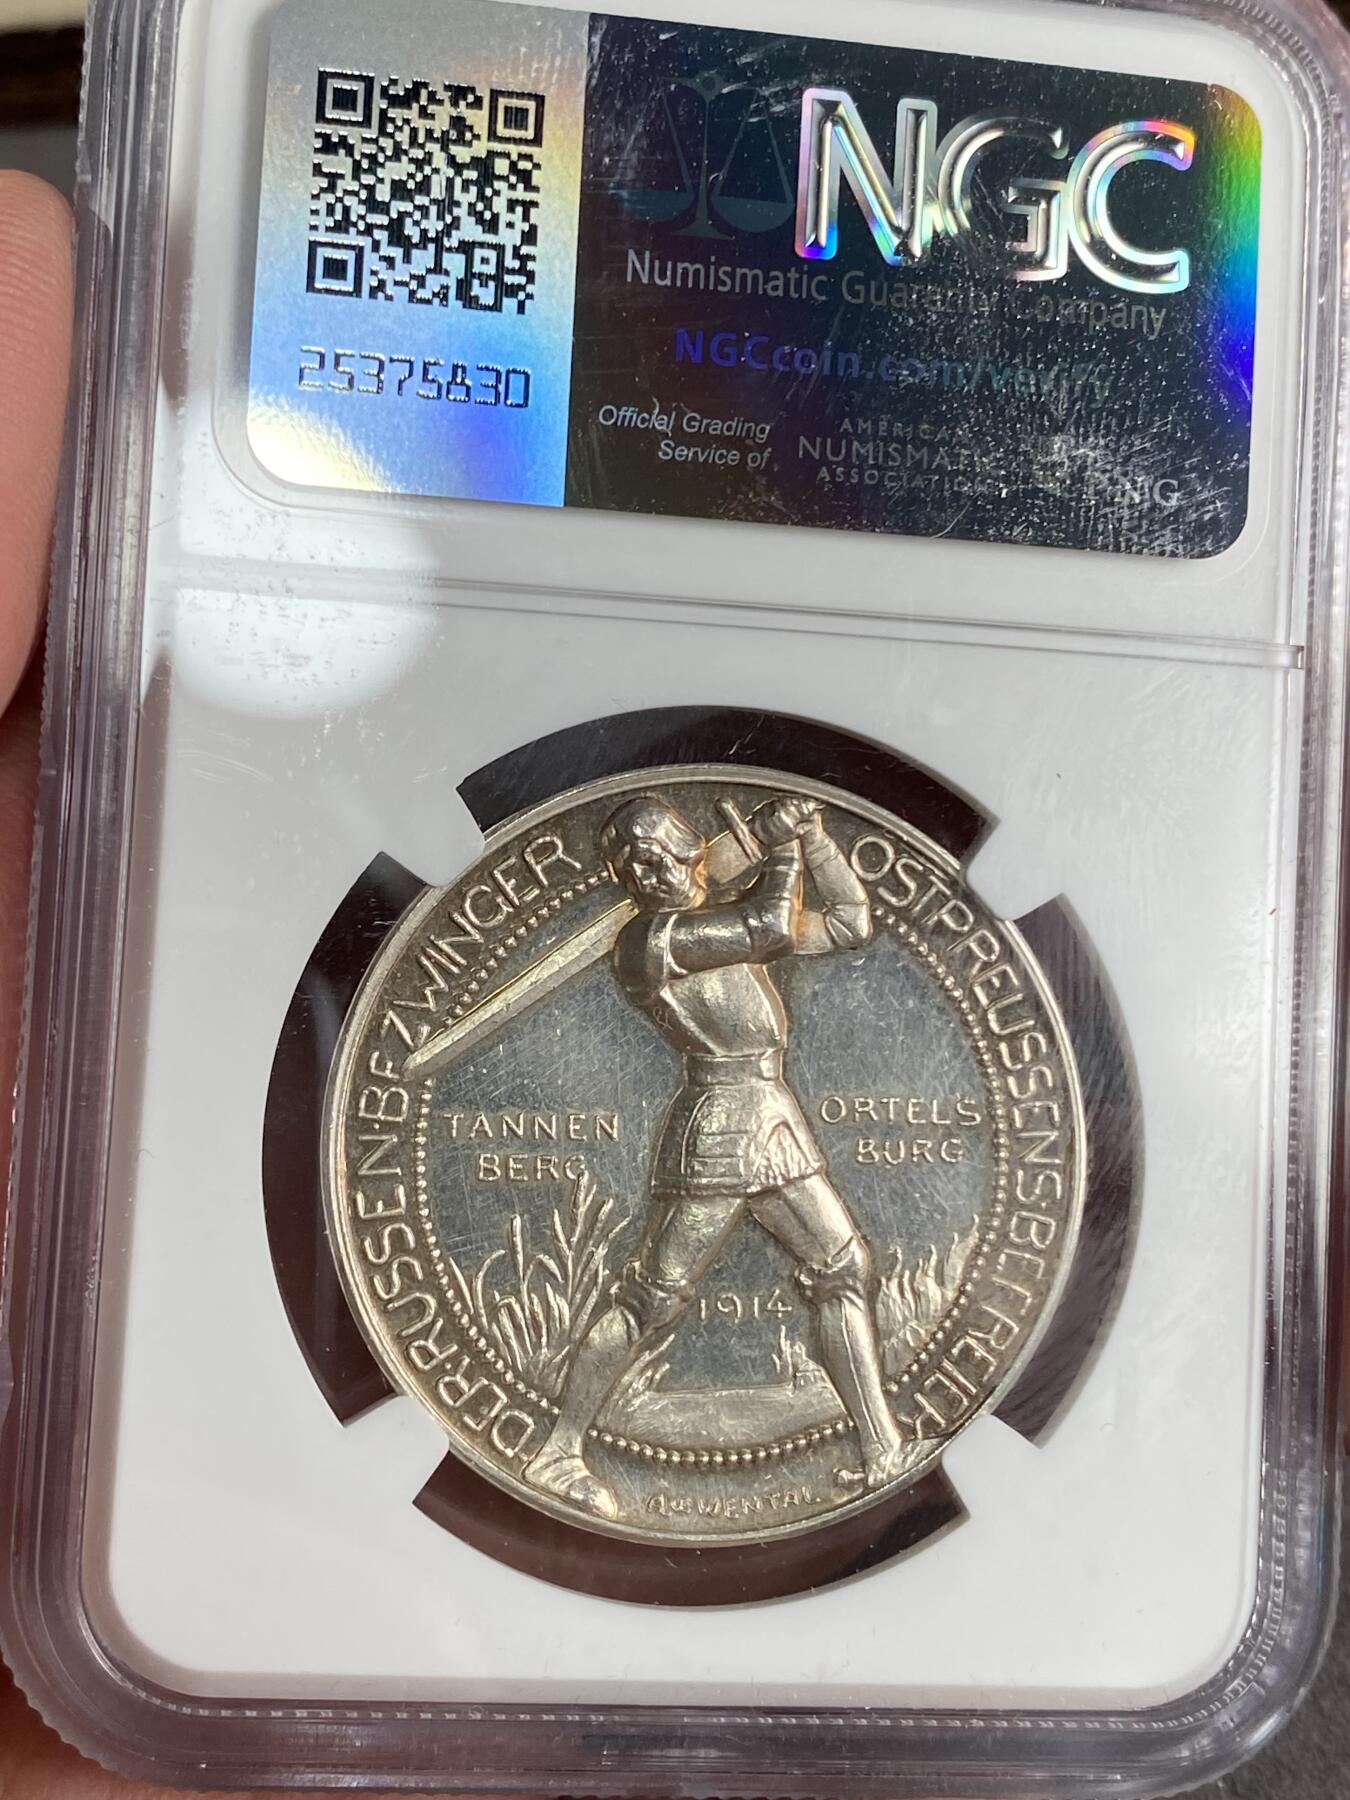 NGC
Numismatic Guaranty Company
NGCcoin.com/verify
25375830
Official Grading
Service of
AMERICAN
NUMISMATIC
ASSOCIATION
DER·RUSSEN·BEZWINGER
OSTPREUSSENS·BEFREIER
TANNEN
BERG
ORTELS
BURG
1914